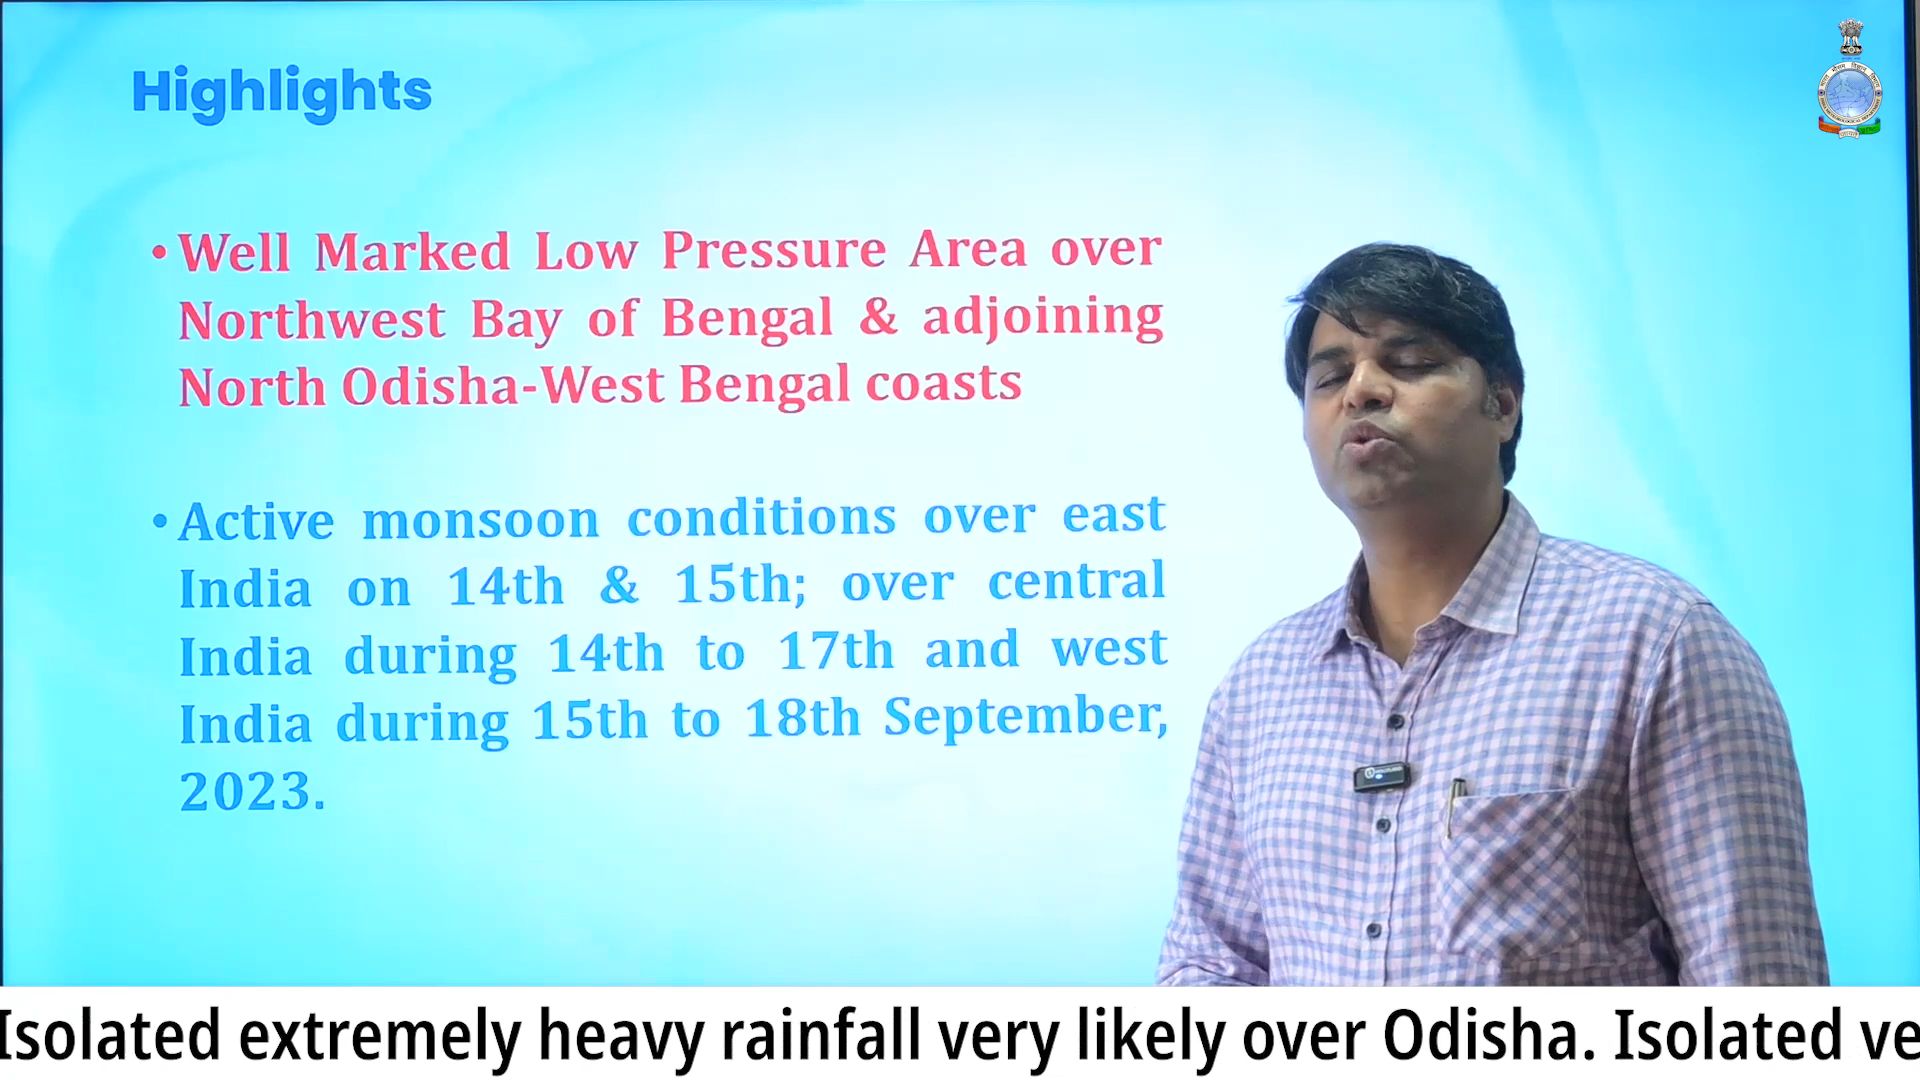 Highlights
• Well Marked Low Pressure Area over
Northwest Bay of Bengal & adjoining
North Odisha-West Bengal coasts
• Active monsoon conditions over east
India on 14th & 15th; over central
India during 14th to 17th and west
India during 15th to 18th September,
2023.
Isolated extremely heavy rainfall very likely over Odisha. Isolated ve